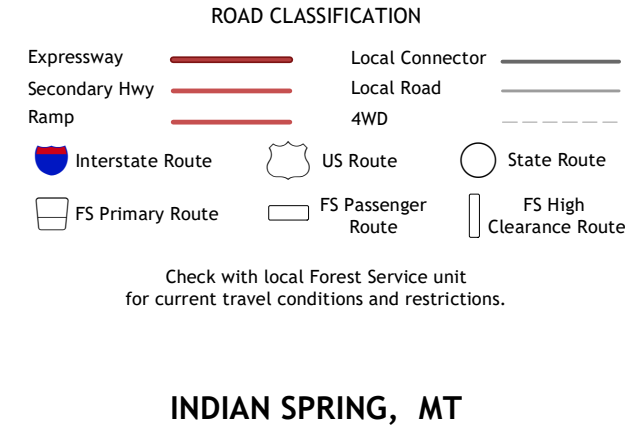 ROAD CLASSIFICATION
Expressway
Local Connector
Secondary Hwy
Local Road
Ramp
4WD
Interstate Route
US Route
State Route
FS Primary Route
FS Passenger
Route
FS High
Clearance Route
Check with local Forest Service unit
for current travel conditions and restrictions.
INDIAN SPRING, MT